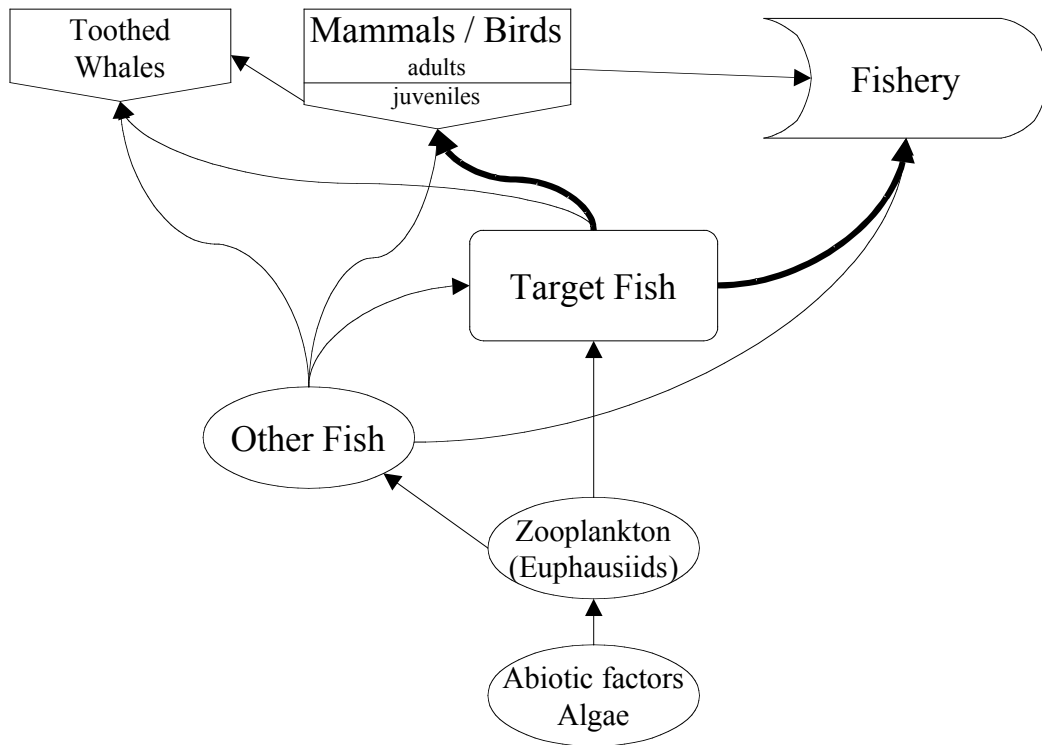 Toothed
Whales
Mammals / Birds
adults
juveniles
Fishery
Target Fish
Other Fish
Zooplankton
(Euphausiids)
Abiotic factors
Algae